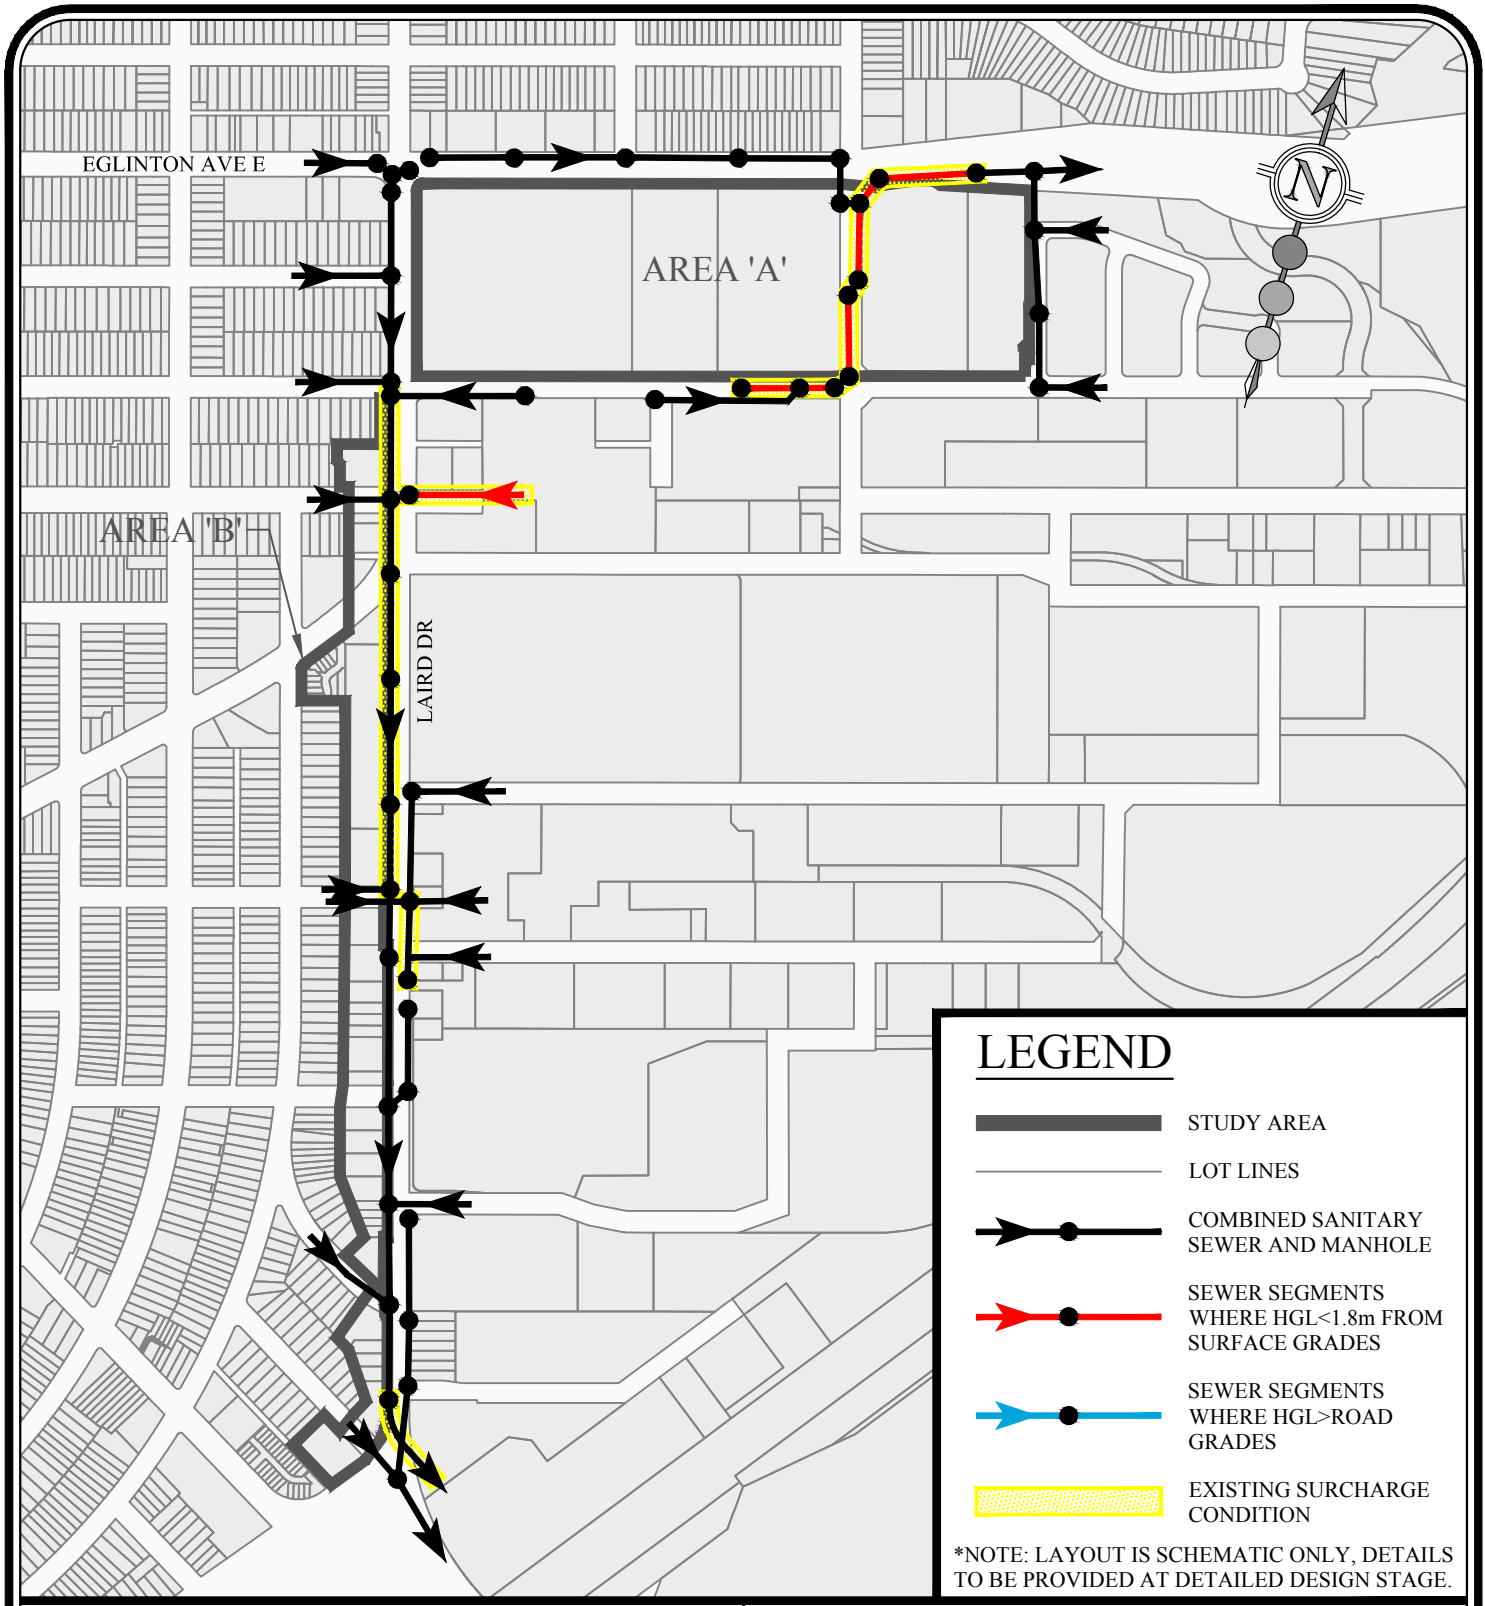 EGLINTON AVE E
N
AREA 'A'
AREA 'B'
LAIRD DR
LEGEND
STUDY AREA
LOT LINES
COMBINED SANITARY
SEWER AND MANHOLE
SEWER SEGMENTS
WHERE HGL<1.8m FROM
SURFACE GRADES
SEWER SEGMENTS
WHERE HGL>ROAD
GRADES
EXISTING SURCHARGE
CONDITION
*NOTE: LAYOUT IS SCHEMATIC ONLY, DETAILS
TO BE PROVIDED AT DETAILED DESIGN STAGE.